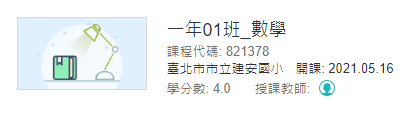 一年01班_數學
課程代碼: 821378
臺北市市立建安國小 開課: 2021.05.16
學分數: 4.0 授課教師: